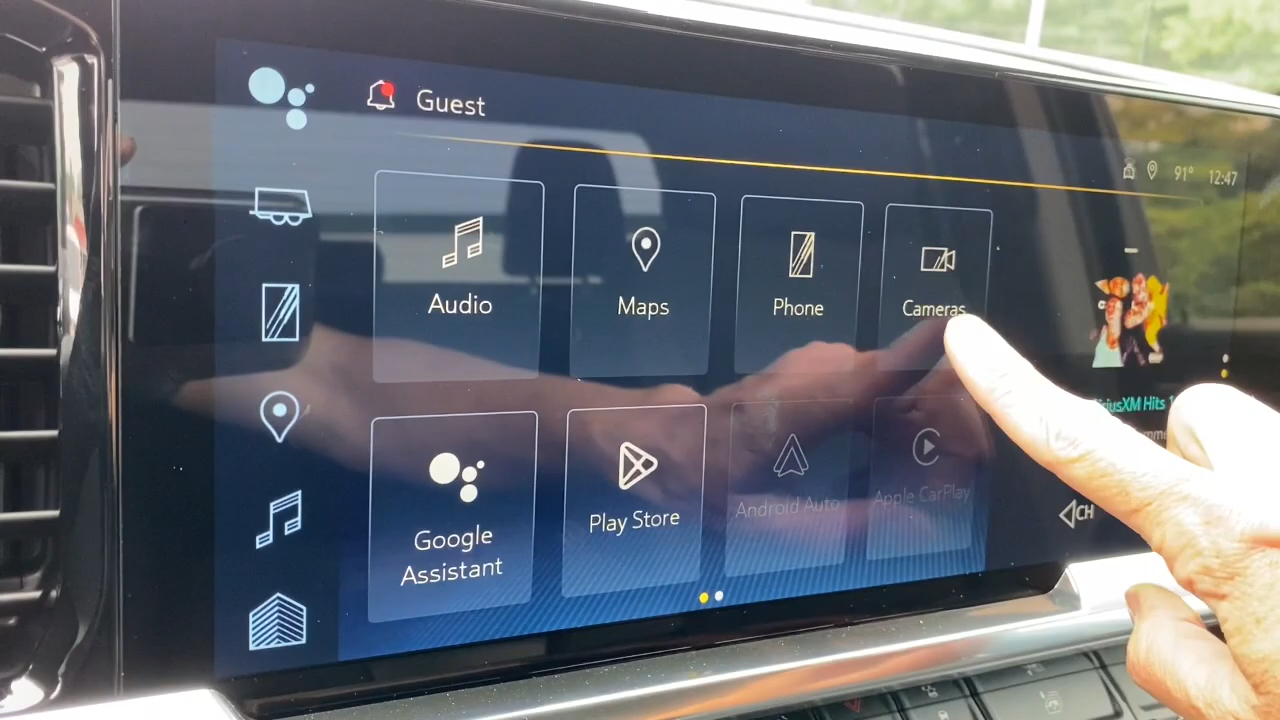 Guest
91° 12:47
Audio
Maps
Phone
Cameras
Google
Assistant
Play Store
Android Auto
Apple CarPlay
SiriusXM Hits
CH